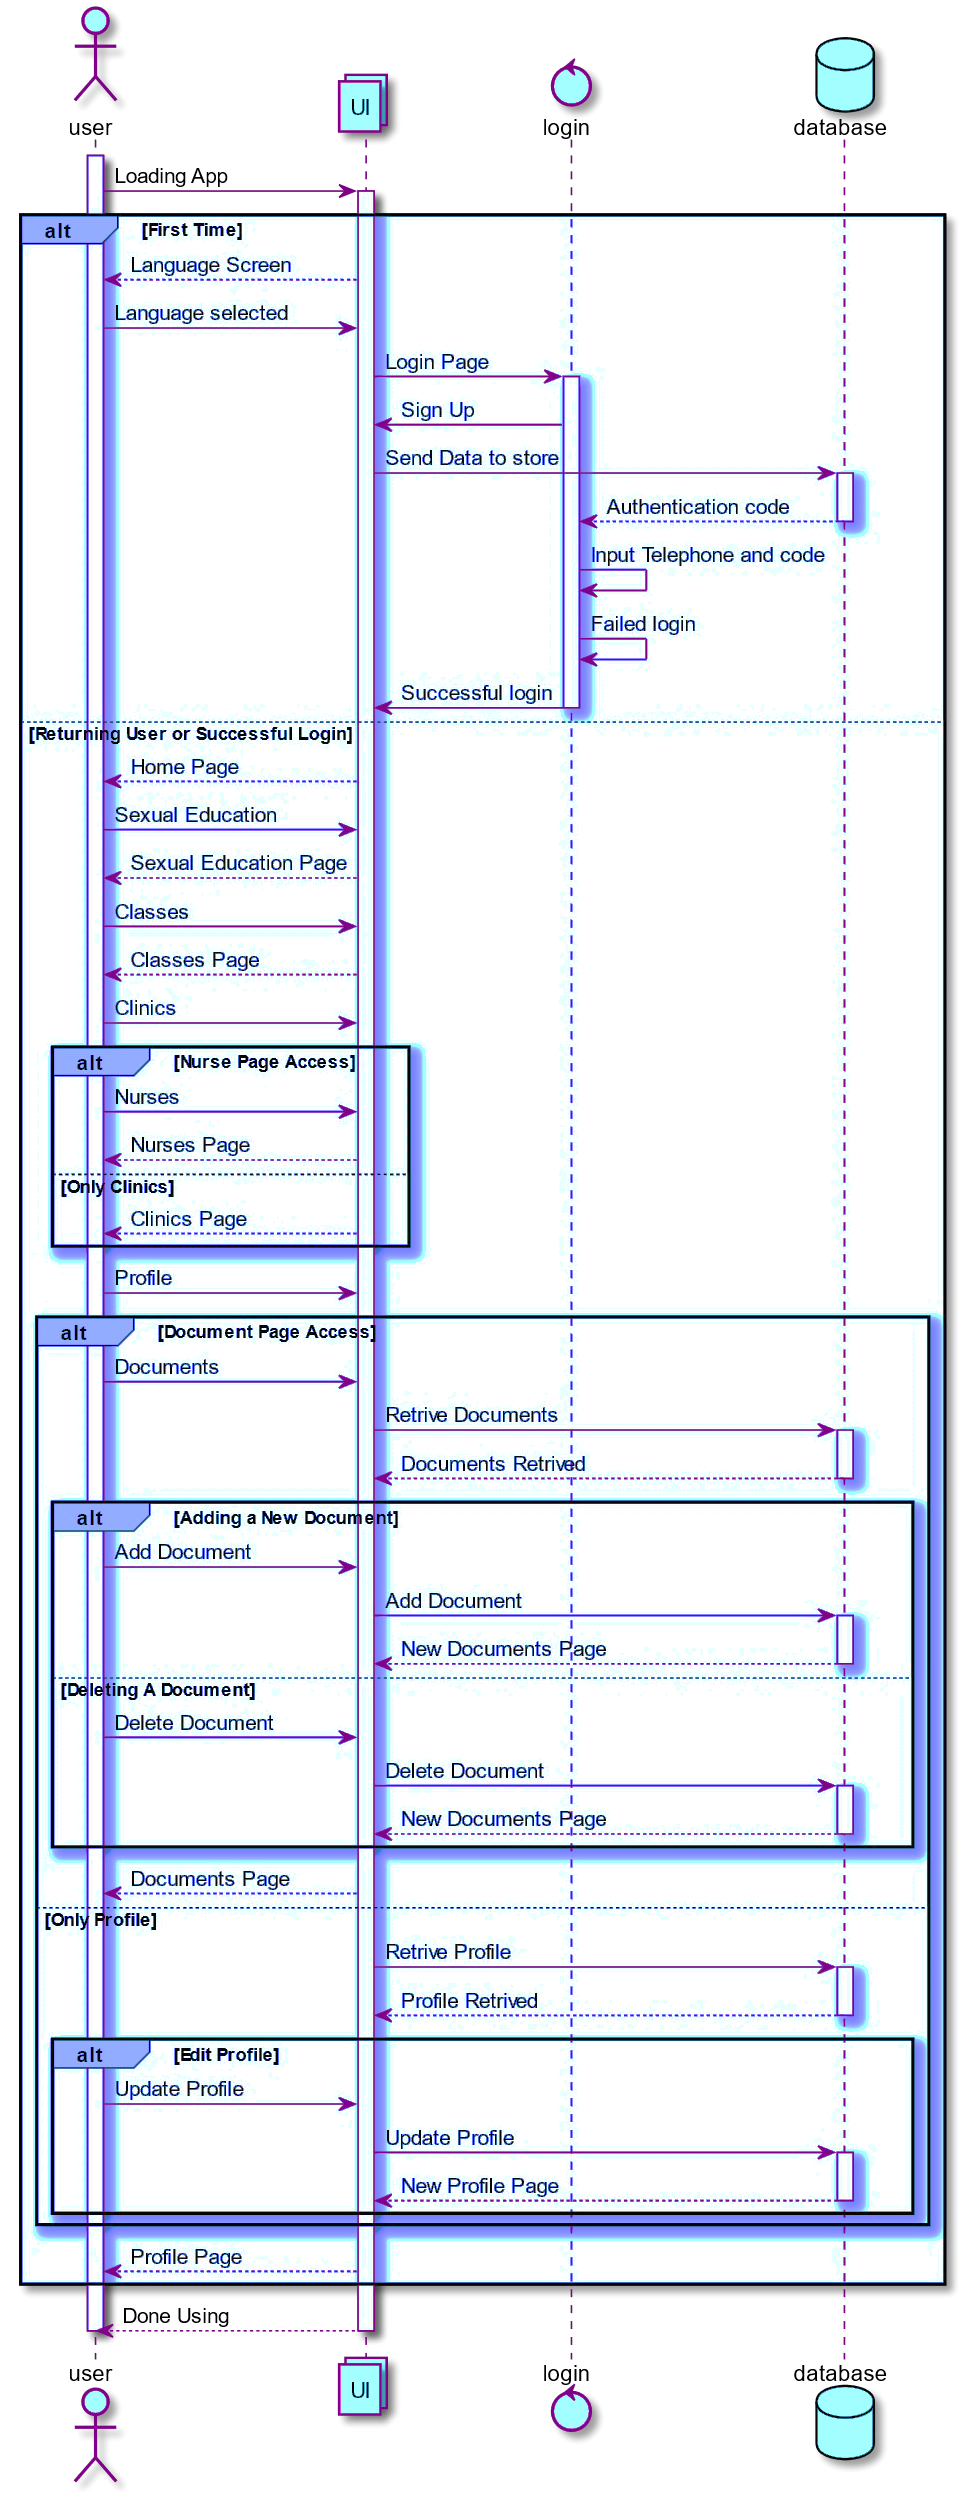 user
UI
login
database
Loading App
alt [First Time]
Language Screen
Language selected
Login Page
Sign Up
Send Data to store
Authentication code
Input Telephone and code
Failed login
Successful login
[Returning User or Successful Login]
Home Page
Sexual Education
Sexual Education Page
Classes
Classes Page
Clinics
alt [Nurse Page Access]
Nurses
Nurses Page
[Only Clinics]
Clinics Page
Profile
alt [Document Page Access]
Documents
Retrive Documents
Documents Retrived
alt [Adding a New Document]
Add Document
Add Document
New Documents Page
[Deleting A Document]
Delete Document
Delete Document
New Documents Page
Documents Page
[Only Profile]
Retrive Profile
Profile Retrived
alt [Edit Profile]
Update Profile
Update Profile
New Profile Page
Profile Page
Done Using
user
UI
login
database